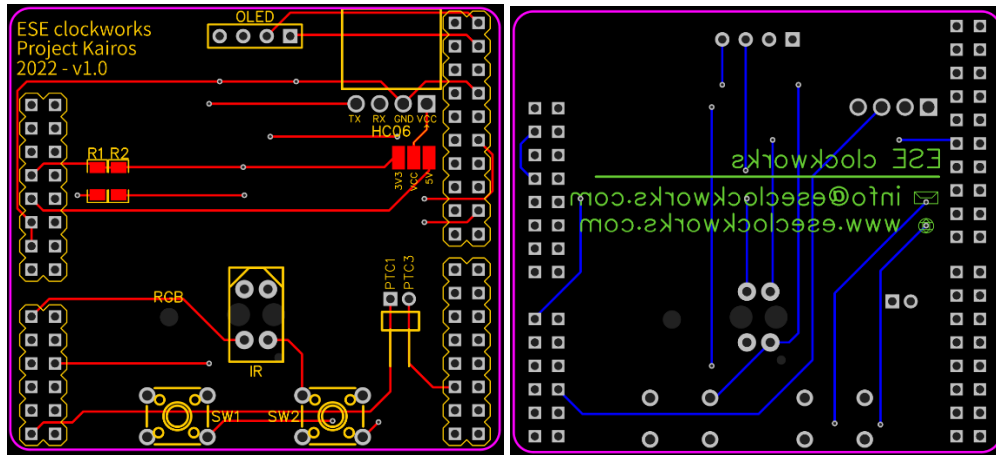 ESE clockworks
Project Kairos
2022 - v1.0
OLED
TX RX GND VCC
HC06
R1 R2
3V3
VCC
5V
PTC1
PTC3
RGB
IR
SW1
SW2
ESE clockworks
info@eseclockworks.com
www.eseclockworks.com